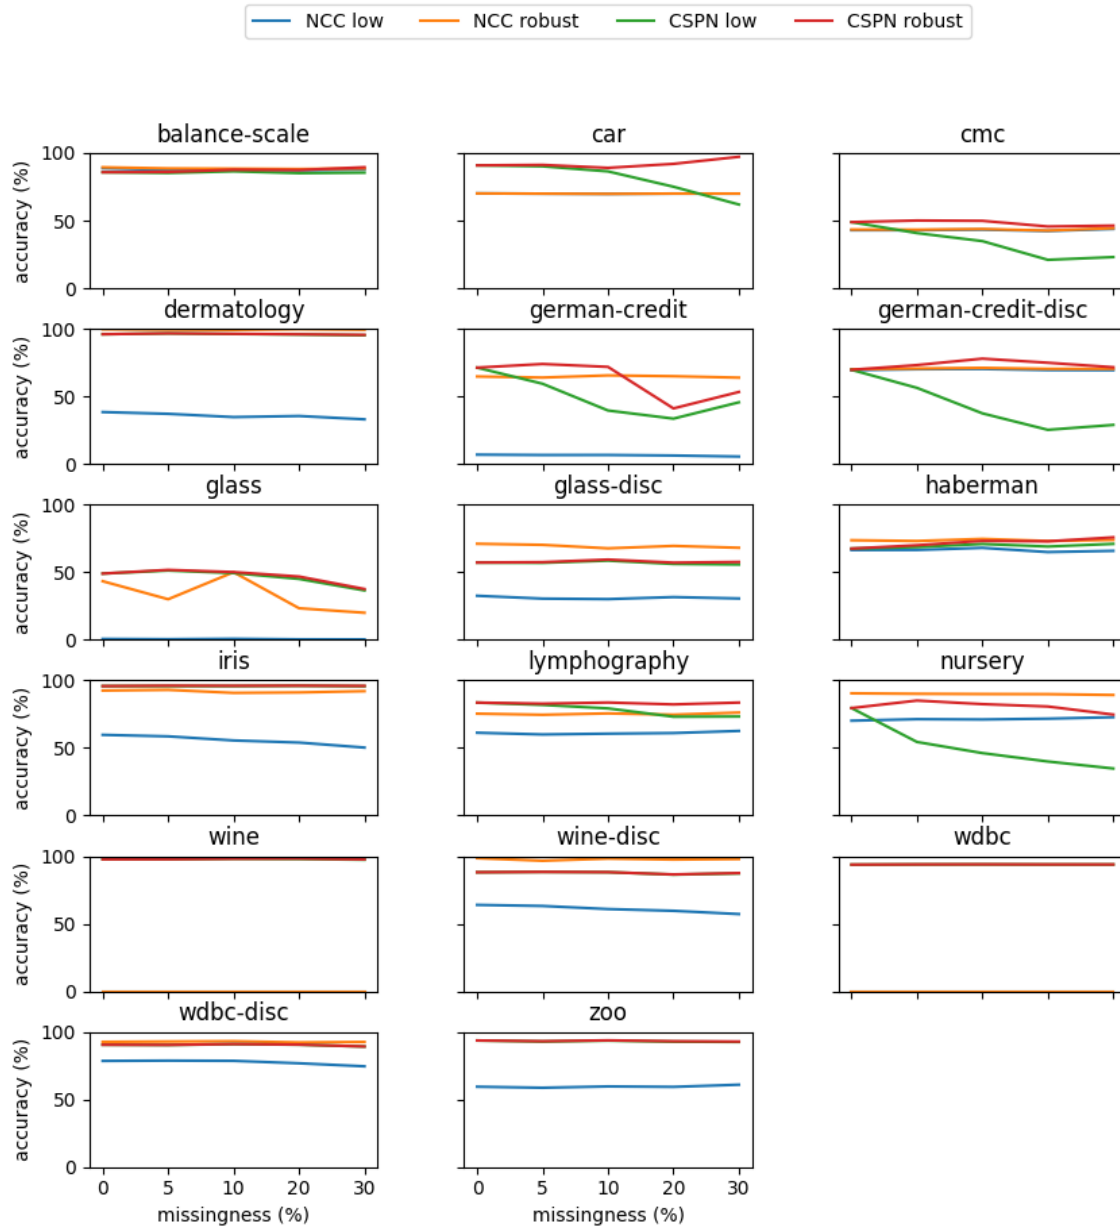 NCC low NCC robust CSPN low CSPN robust
balance-scale car cmc
accuracy (%)
100
50
0
dermatology german-credit german-credit-disc
accuracy (%)
100
50
0
glass glass-disc haberman
accuracy (%)
100
50
0
iris lymphography nursery
accuracy (%)
100
50
0
wine wine-disc wdbc
accuracy (%)
100
50
0
wdbc-disc zoo
accuracy (%)
100
50
0
0 5 10 20 30 0 5 10 20 30
missingness (%) missingness (%)